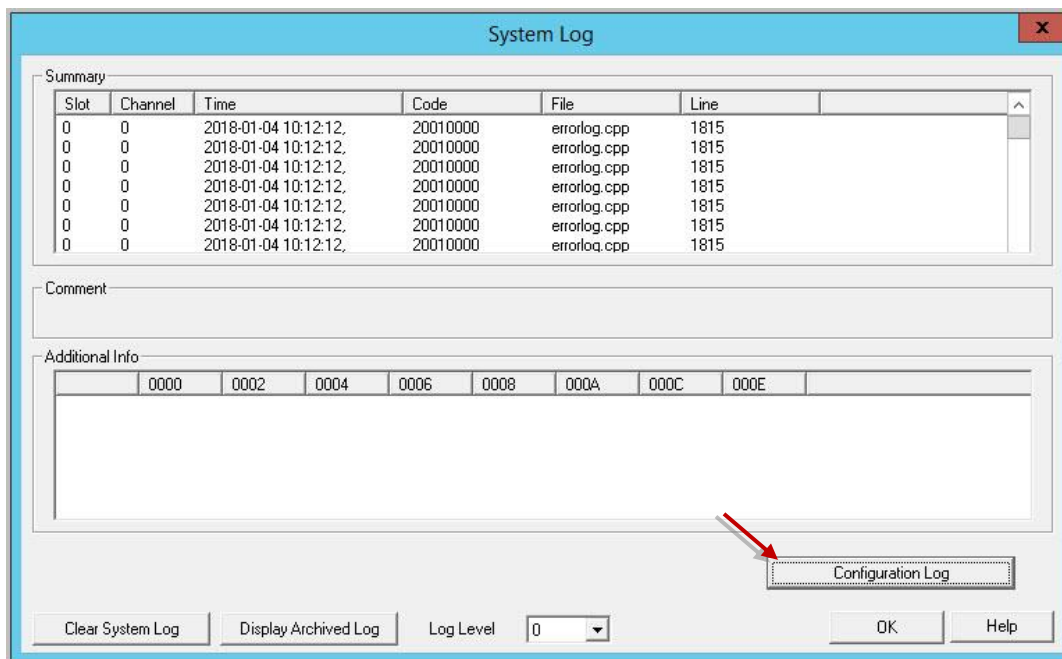 System Log
x
Summary
Slot Channel Time Code File Line
0 0 2018-01-04 10:12:12, 20010000 errorlog.cpp 1815
0 0 2018-01-04 10:12:12, 20010000 errorlog.cpp 1815
0 0 2018-01-04 10:12:12, 20010000 errorlog.cpp 1815
0 0 2018-01-04 10:12:12, 20010000 errorlog.cpp 1815
0 0 2018-01-04 10:12:12, 20010000 errorlog.cpp 1815
0 0 2018-01-04 10:12:12, 20010000 errorlog.cpp 1815
0 0 2018-01-04 10:12:12, 20010000 errorlog.cpp 1815
Comment
Additional Info
0000 0002 0004 0006 0008 000A 000C 000E
Configuration Log
Clear System Log Display Archived Log Log Level 0 OK Help